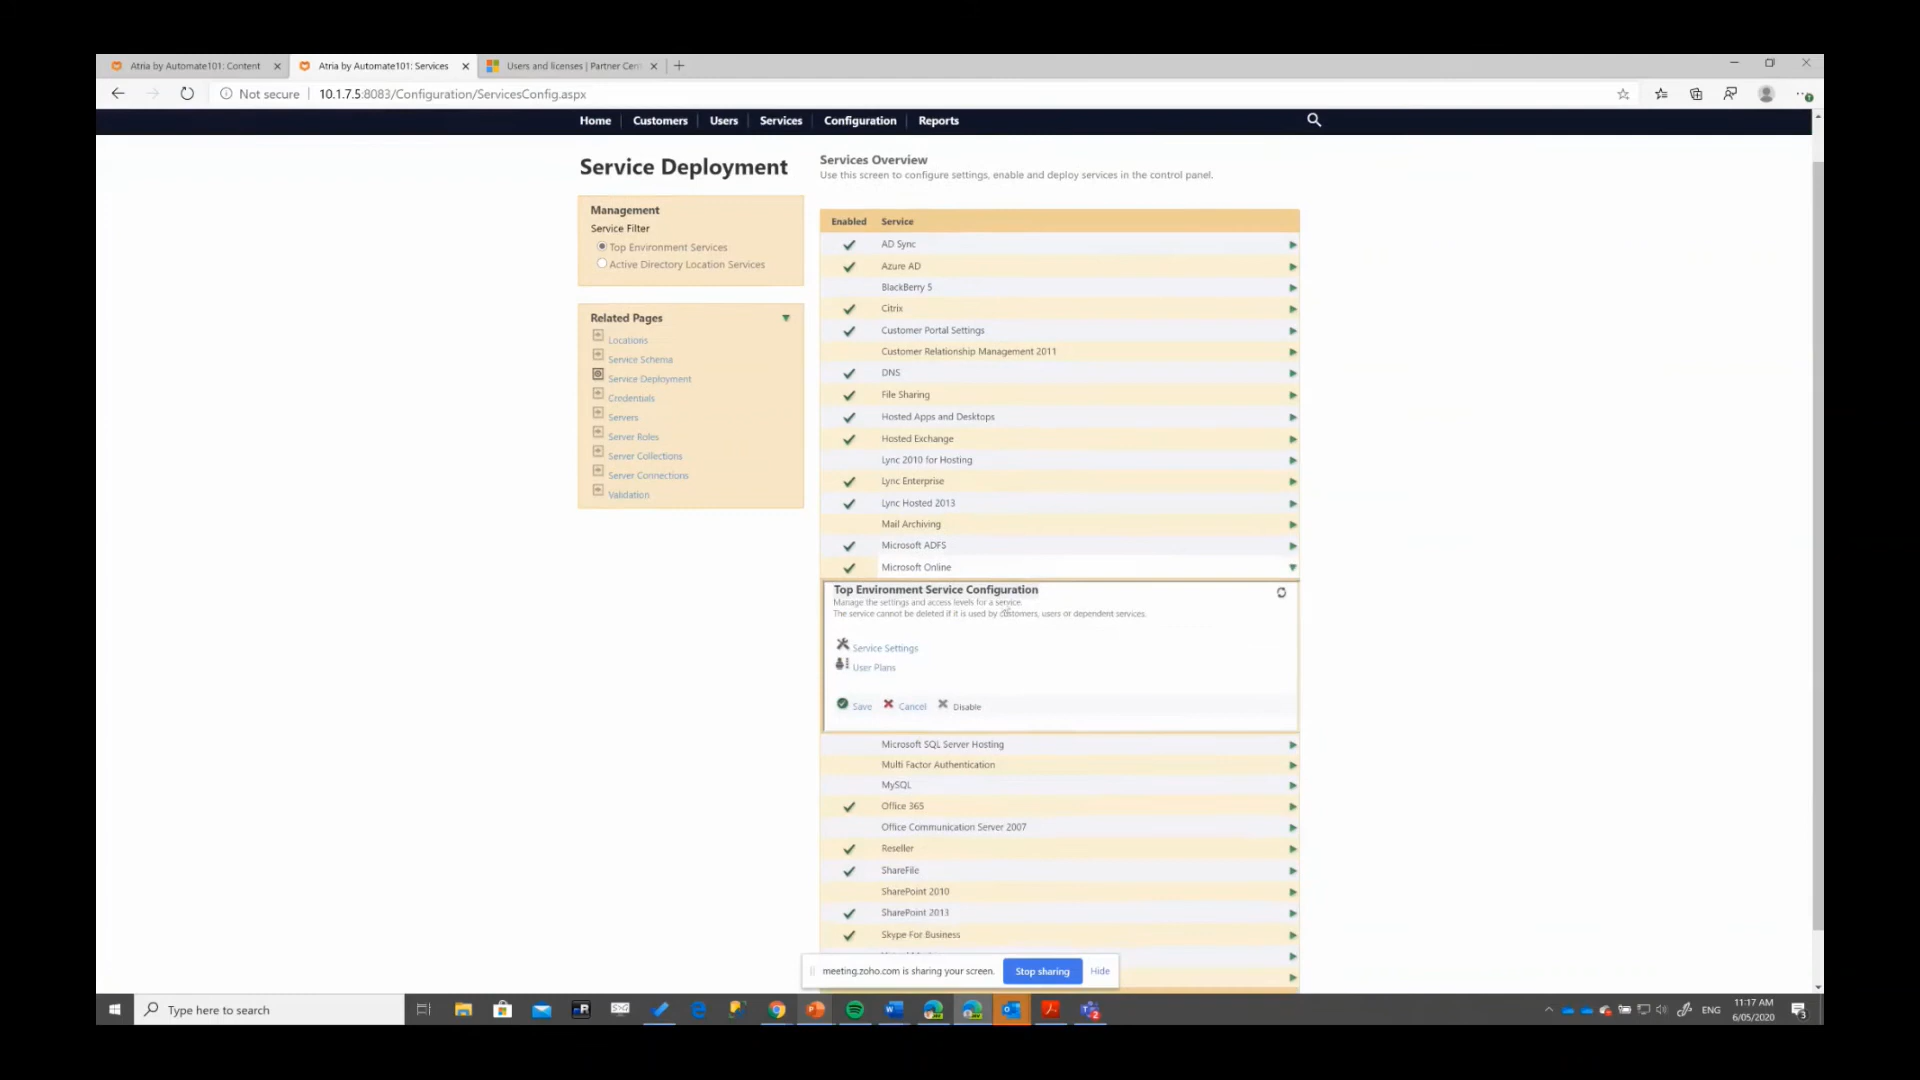 Atria by Automate101: Content
Atria by Automate101: Services
Users and licenses | Partner Cen
Not secure
10.1.7.5:8083/Configuration/ServicesConfig.aspx
Home
Customers
Users
Services
Configuration
Reports
Service Deployment
Management
Service Filter
Top Environment Services
Active Directory Location Services
Related Pages
Locations
Service Schema
Service Deployment
Credentials
Servers
Server Roles
Server Collections
Server Connections
Validation
Services Overview
Use this screen to configure settings, enable and deploy services in the control panel.
Enabled Service
AD Sync
Azure AD
BlackBerry 5
Citrix
Customer Portal Settings
Customer Relationship Management 2011
DNS
File Sharing
Hosted Apps and Desktops
Hosted Exchange
Lync 2010 for Hosting
Lync Enterprise
Lync Hosted 2013
Mail Archiving
Microsoft ADFS
Microsoft Online
Top Environment Service Configuration
Manage the settings and access levels for a service.
The service cannot be deleted if it is used by customers, users or dependent services.
Service Settings
User Plans
Save Cancel Disable
Microsoft SQL Server Hosting
Multi Factor Authentication
MySQL
Office 365
Office Communication Server 2007
Reseller
ShareFile
SharePoint 2010
SharePoint 2013
Skype For Business
meeting.zoho.com is sharing your screen.
Stop sharing
Hide
Type here to search
ENG
11:17 AM
6/05/2020